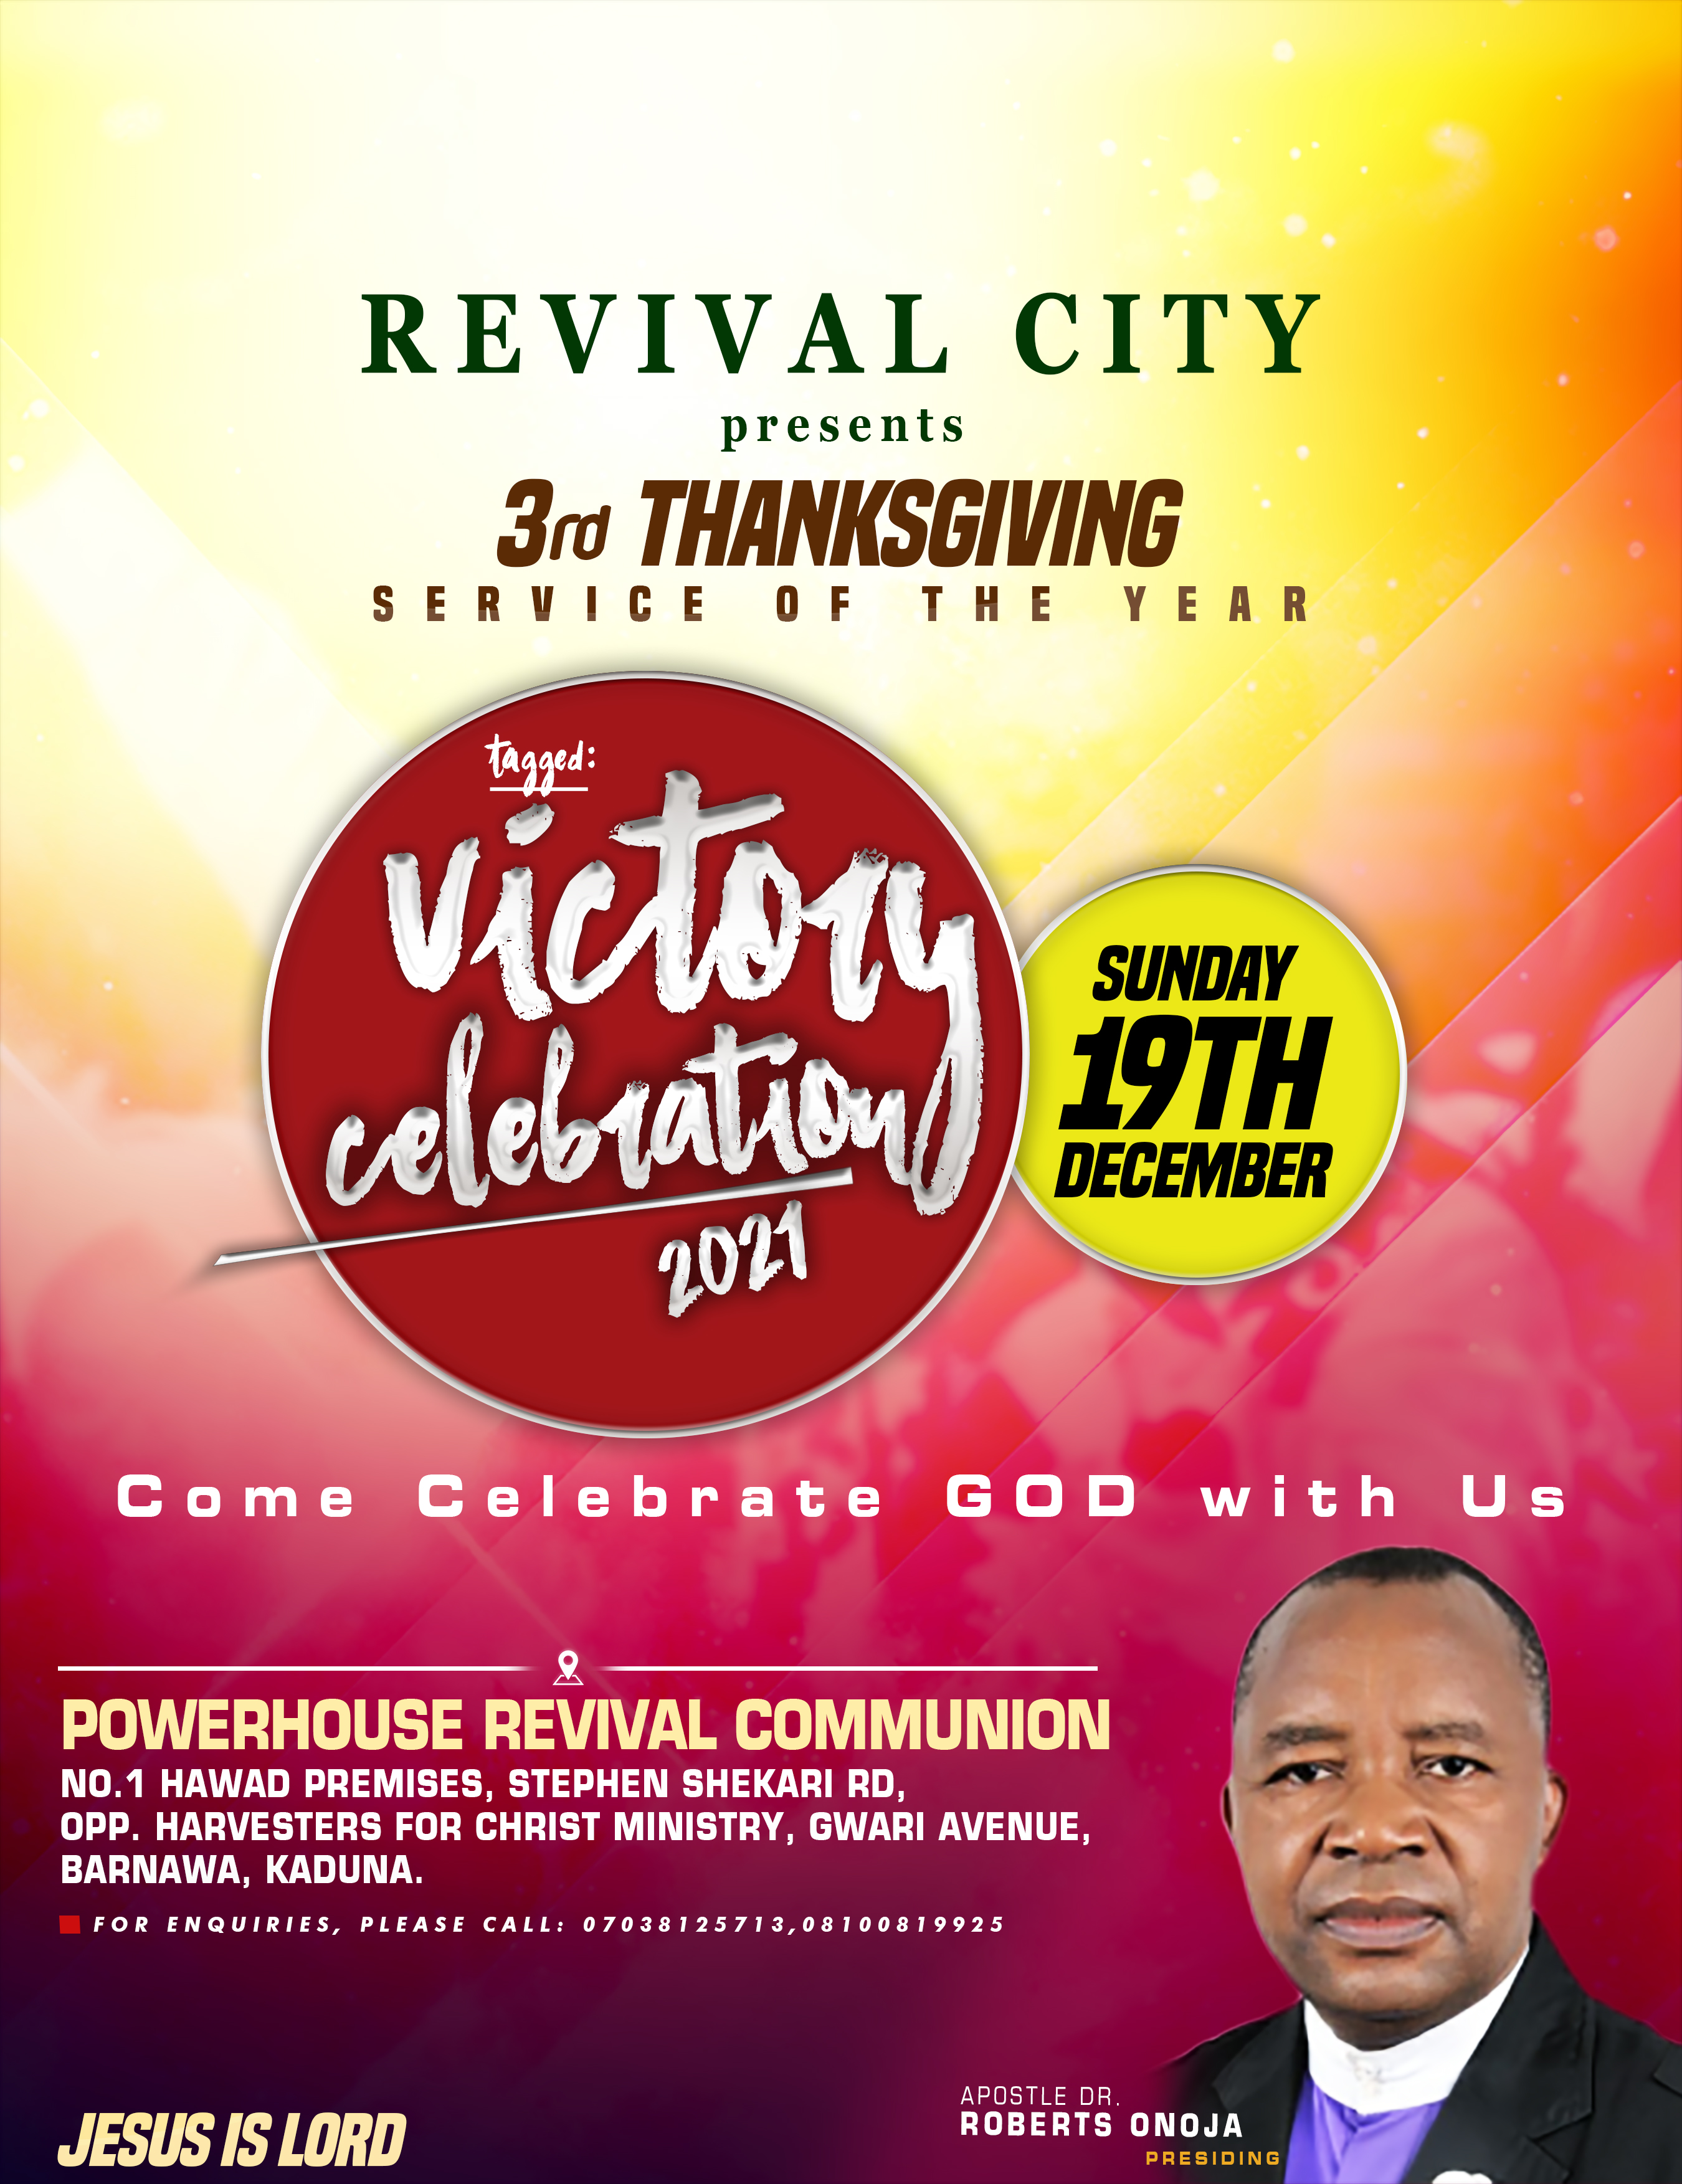 REVIVAL CITY
presents
3rd THANKSGIVING
SERVICE OF THE YEAR
tagged:
victory
celebration
2021
SUNDAY
19TH
DECEMBER
Come Celebrate GOD with Us
POWERHOUSE REVIVAL COMMUNION
NO.1 HAWAD PREMISES, STEPHEN SHEKARI RD,
OPP. HARVESTERS FOR CHRIST MINISTRY, GWARI AVENUE,
BARNAWA, KADUNA.
FOR ENQUIRIES, PLEASE CALL: 07038125713,08100819925
APOSTLE DR.
ROBERTS ONOJA
PRESIDING
JESUS IS LORD